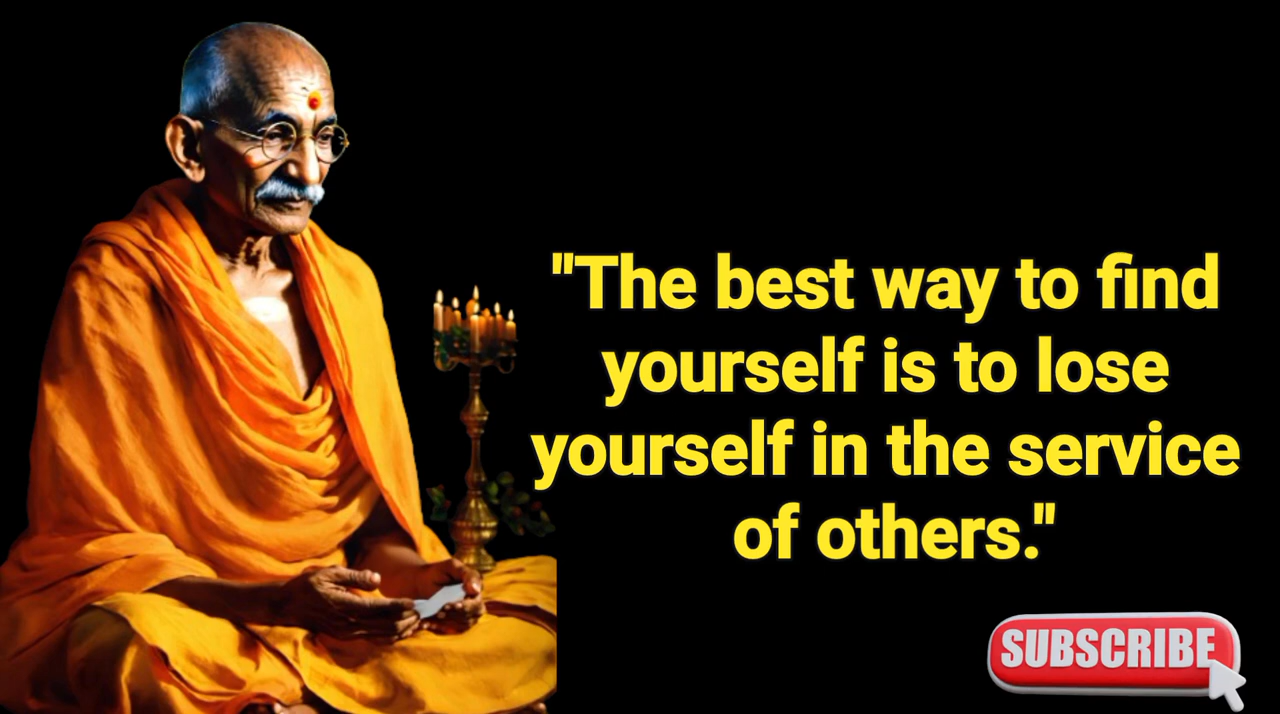 "The best way to find
yourself is to lose
yourself in the service
of others."
SUBSCRIBE